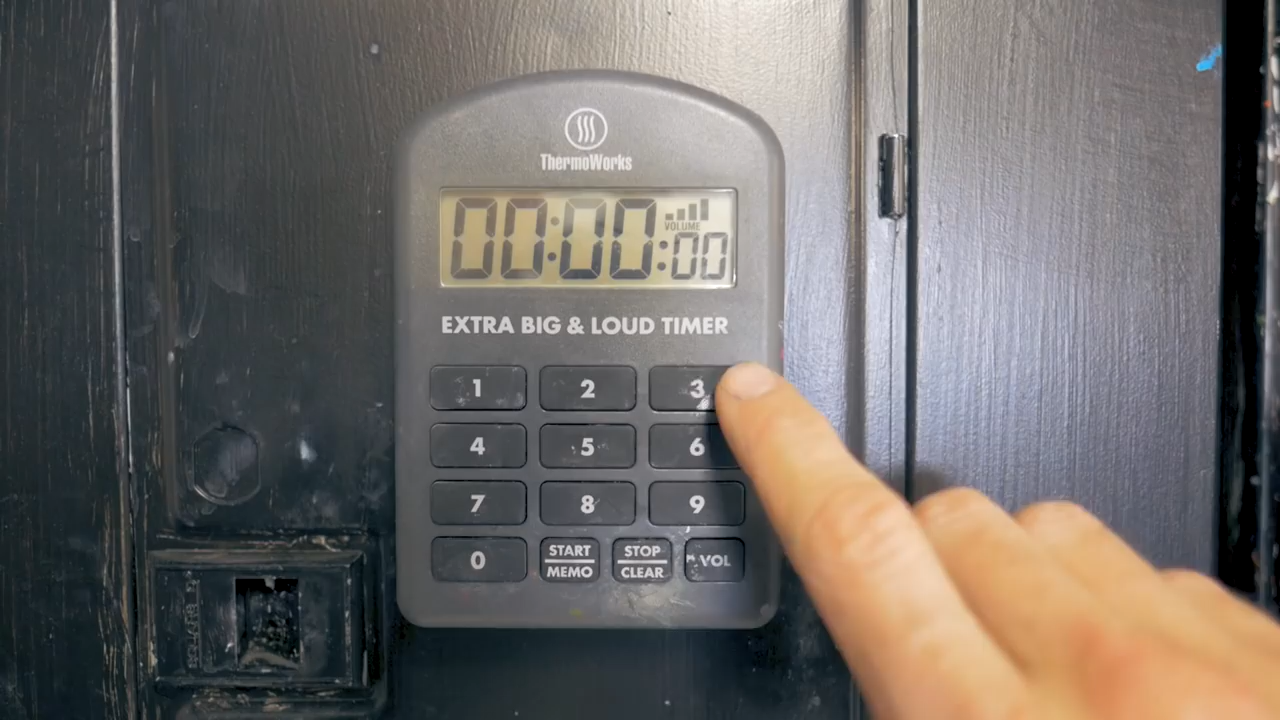 ThermoWorks
00:00:00
VOLUME
EXTRA BIG & LOUD TIMER
1 2 3
4 5 6
7 8 9
0 START MEMO STOP CLEAR VOL